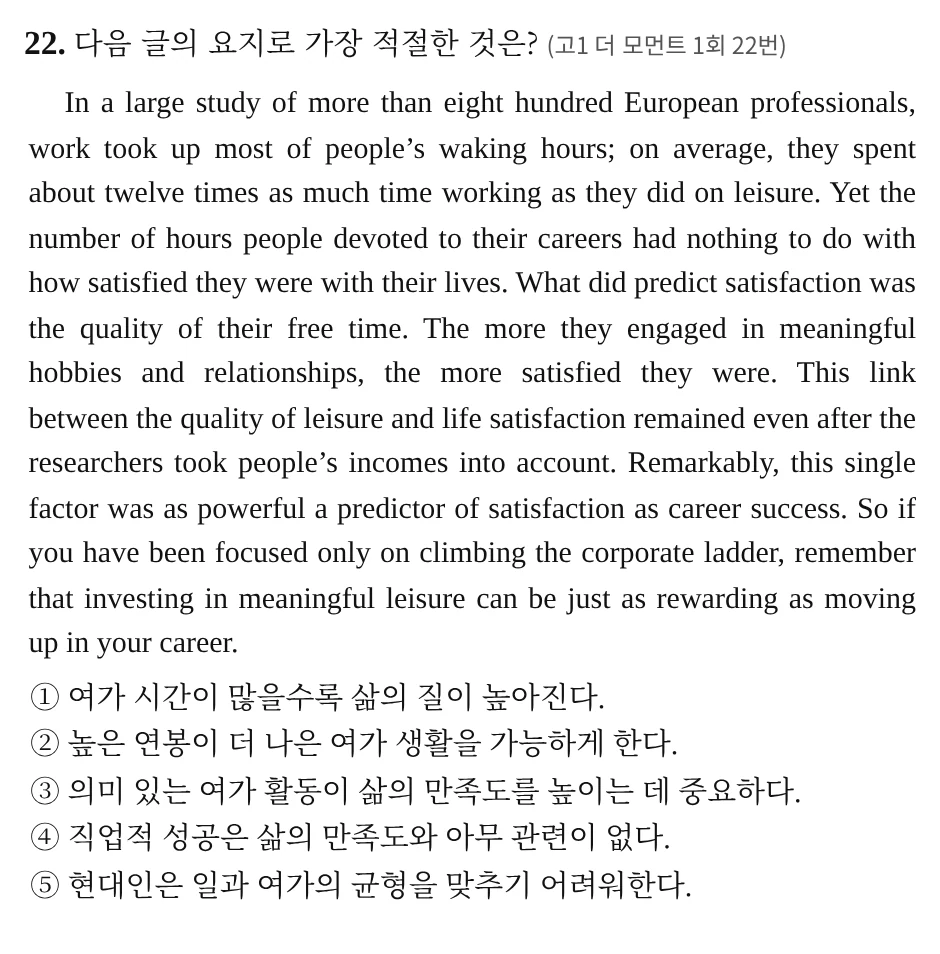 22. 다음 글의 요지로 가장 적절한 것은? (고1 더 모먼트 1회 22번)
In a large study of more than eight hundred European professionals,
work took up most of people’s waking hours; on average, they spent
about twelve times as much time working as they did on leisure. Yet the
number of hours people devoted to their careers had nothing to do with
how satisfied they were with their lives. What did predict satisfaction was
the quality of their free time. The more they engaged in meaningful
hobbies and relationships, the more satisfied they were. This link
between the quality of leisure and life satisfaction remained even after the
researchers took people’s incomes into account. Remarkably, this single
factor was as powerful a predictor of satisfaction as career success. So if
you have been focused only on climbing the corporate ladder, remember
that investing in meaningful leisure can be just as rewarding as moving
up in your career.
① 여가 시간이 많을수록 삶의 질이 높아진다.
② 높은 연봉이 더 나은 여가 생활을 가능하게 한다.
③ 의미 있는 여가 활동이 삶의 만족도를 높이는 데 중요하다.
④ 직업적 성공은 삶의 만족도와 아무 관련이 없다.
⑤ 현대인은 일과 여가의 균형을 맞추기 어려워한다.